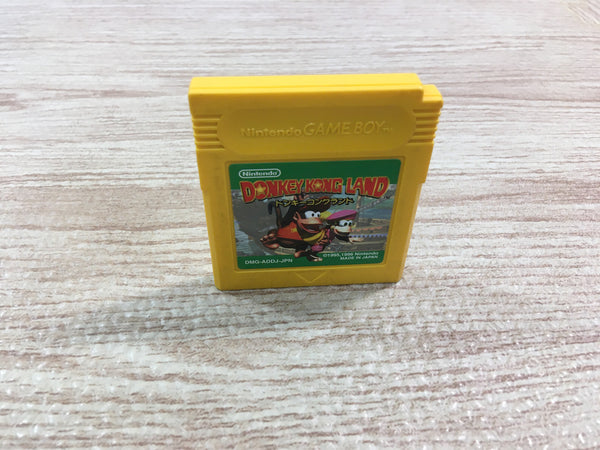 Nintendo GAME BOY TM
Nintendo
DONKEY KONG LAND
ドンキーコングランド
DMG-ADDJ-JPN
©1995,1996 Nintendo
MADE IN JAPAN